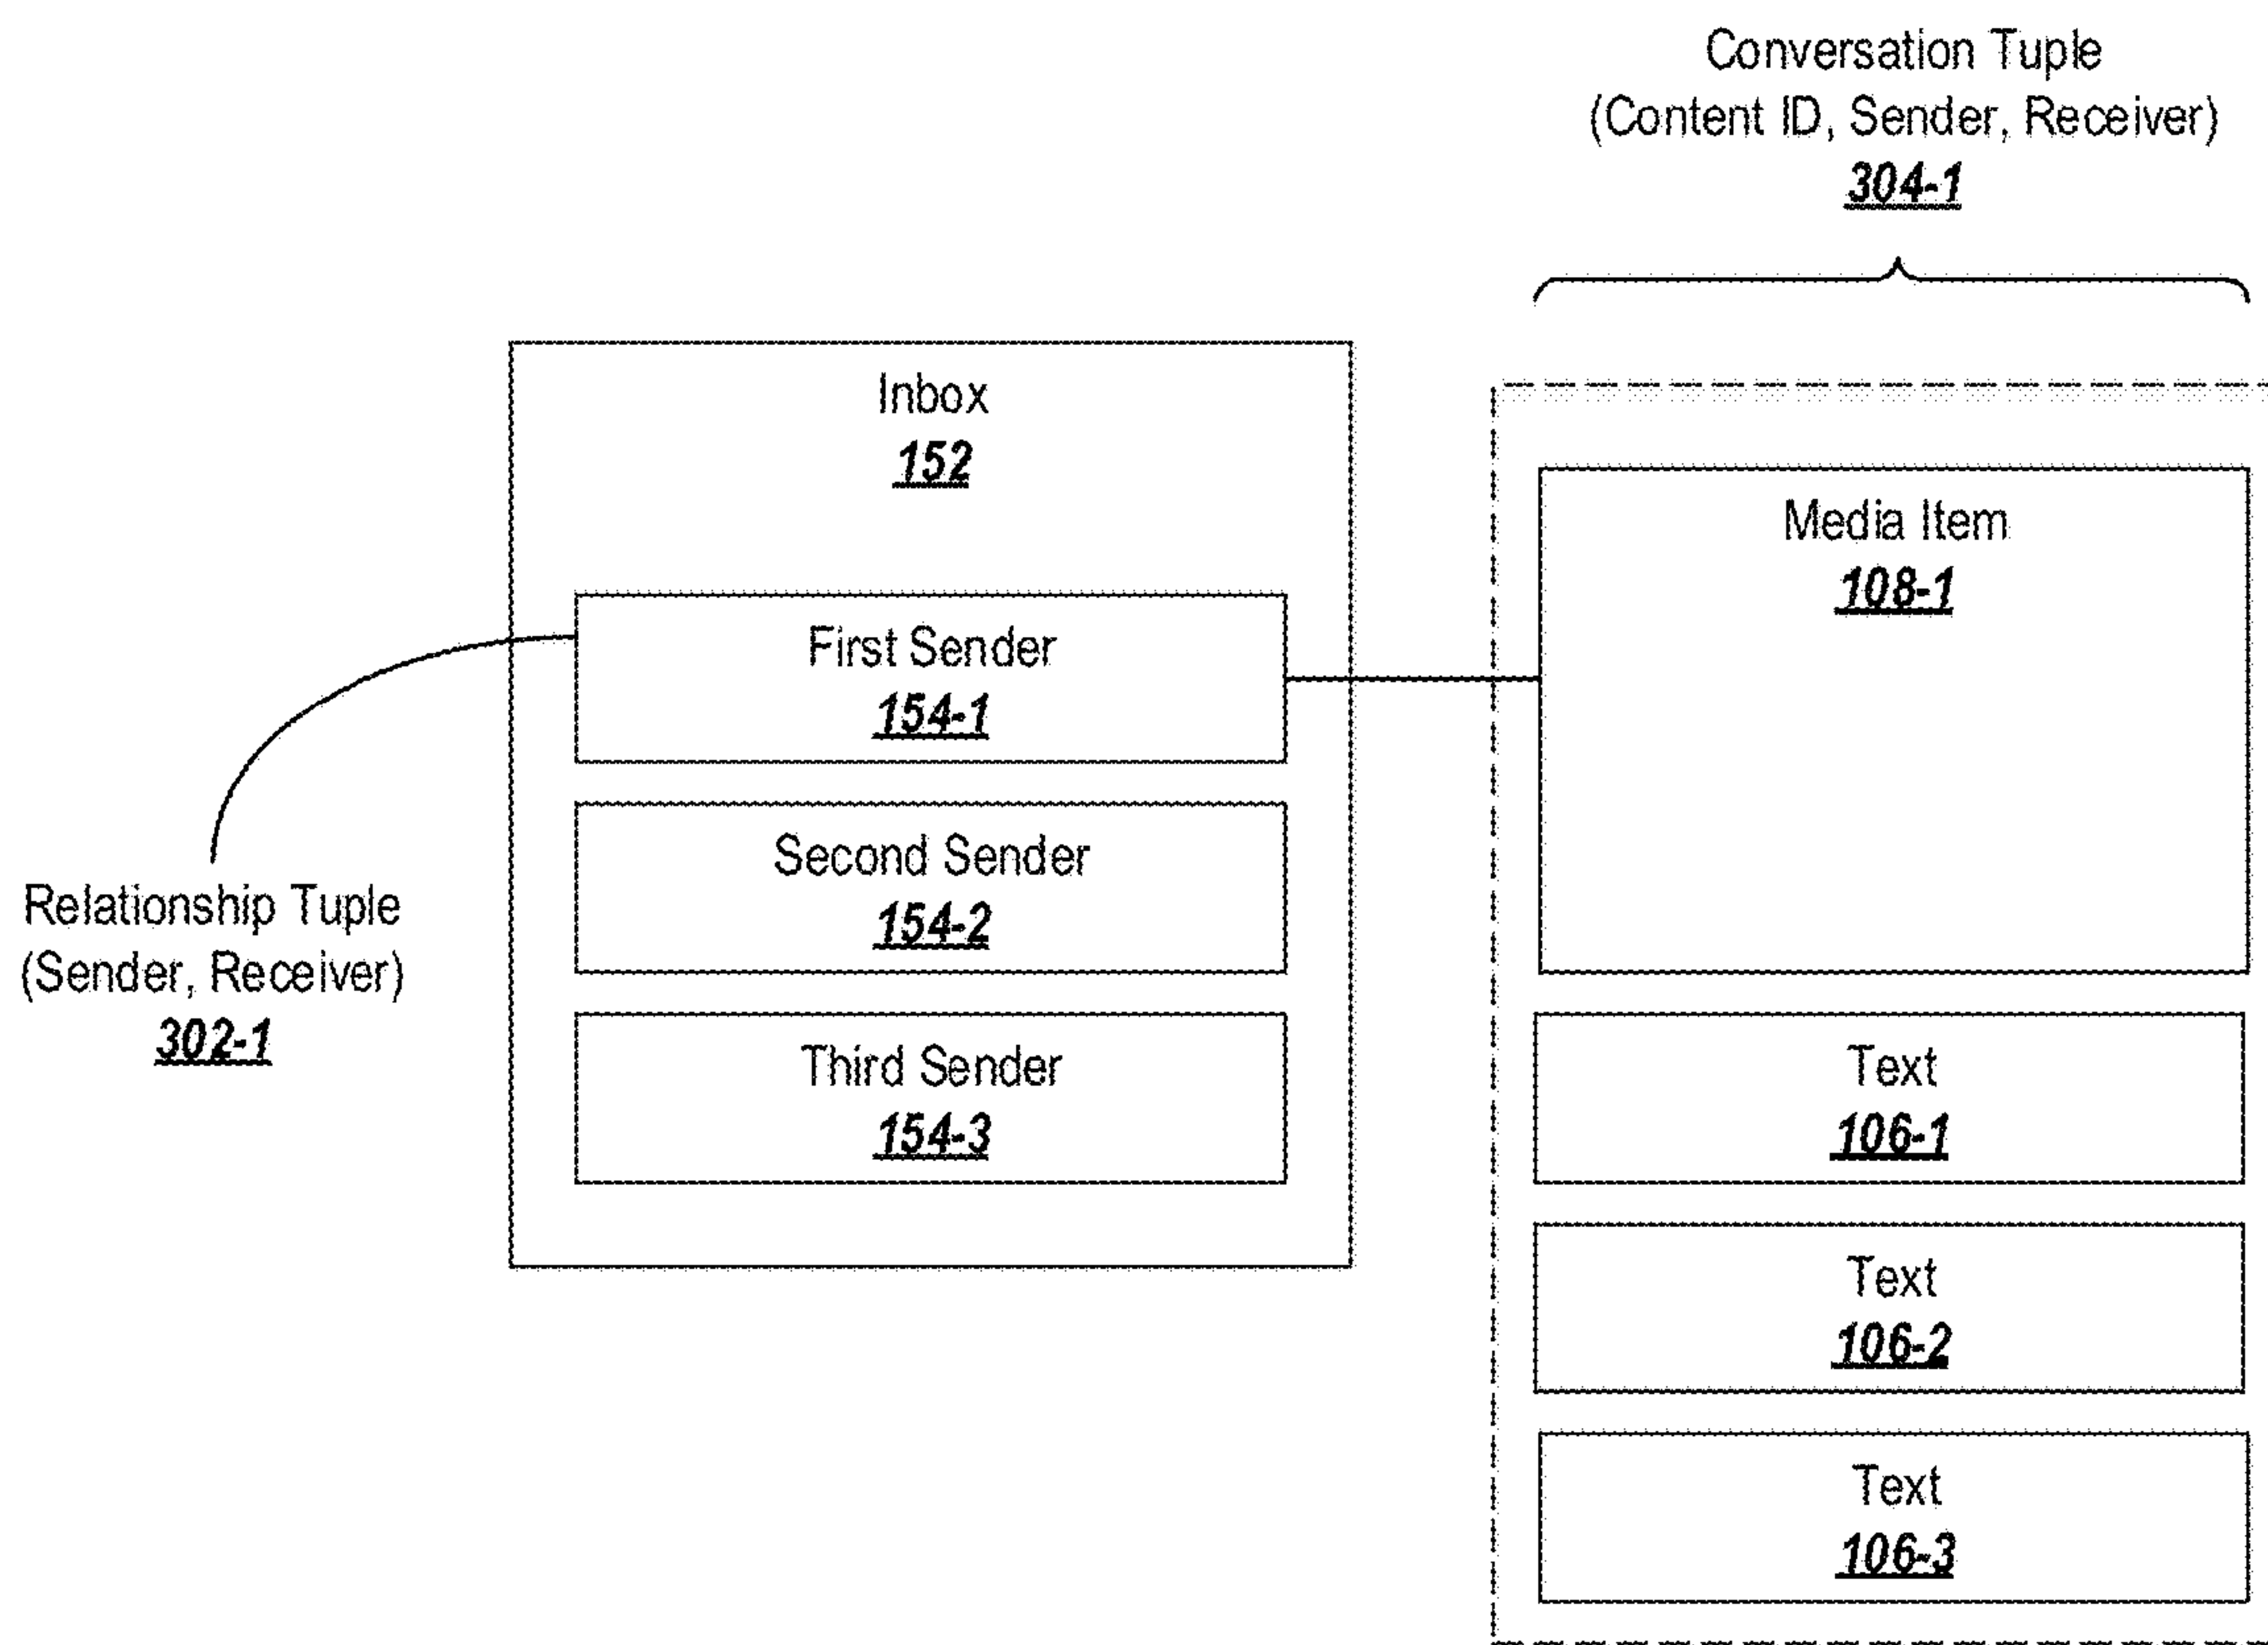 Conversation Tuple
(Content ID, Sender, Receiver)
304-1
Inbox
152
Media Item
108-1
First Sender
154-1
Second Sender
154-2
Relationship Tuple
(Sender, Receiver)
302-1
Third Sender
154-3
Text
106-1
Text
106-2
Text
106-3